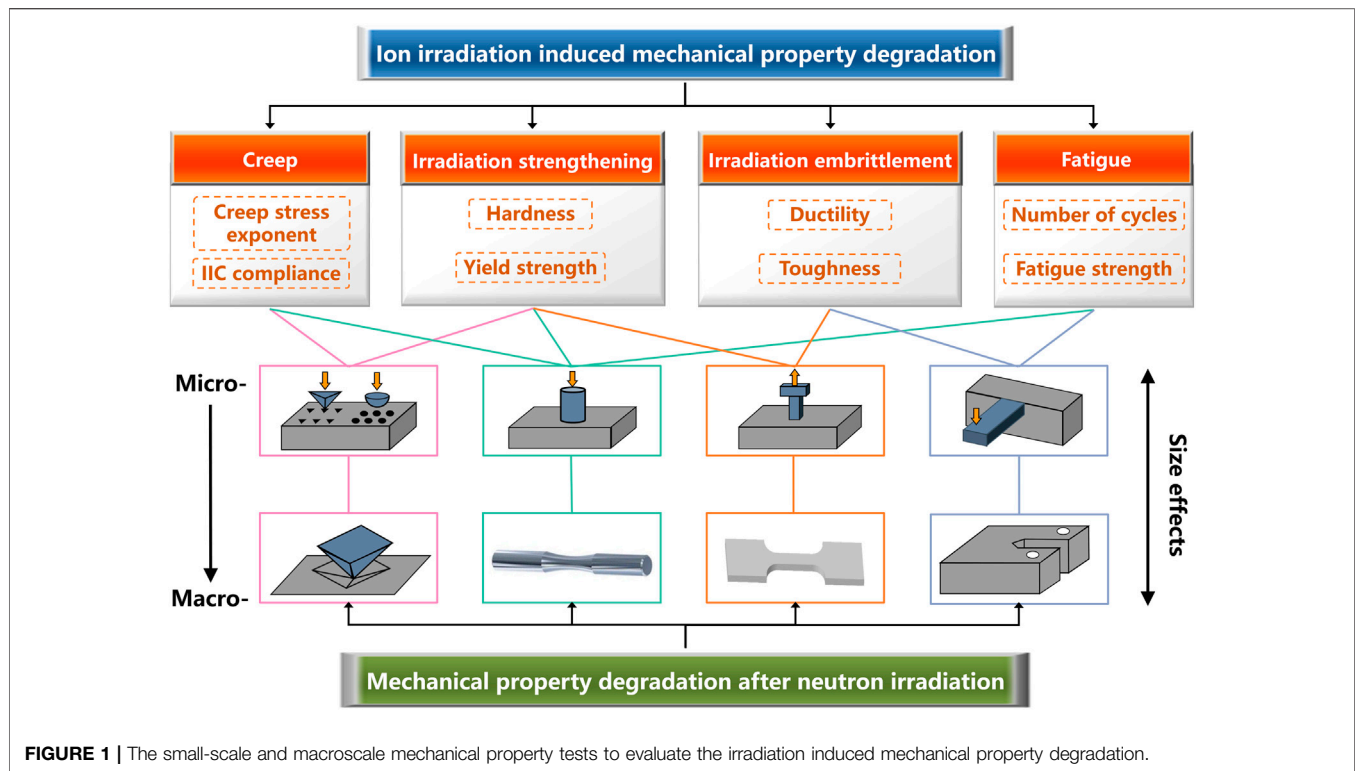 Ion irradiation induced mechanical property degradation
Creep
Irradiation strengthening
Irradiation embrittlement
Fatigue
Creep stress
exponent
IIC compliance
Hardness
Yield strength
Ductility
Toughness
Number of cycles
Fatigue strength
Micro-
Macro-
Size effects
Mechanical property degradation after neutron irradiation
FIGURE 1 | The small-scale and macroscale mechanical property tests to evaluate the irradiation induced mechanical property degradation.